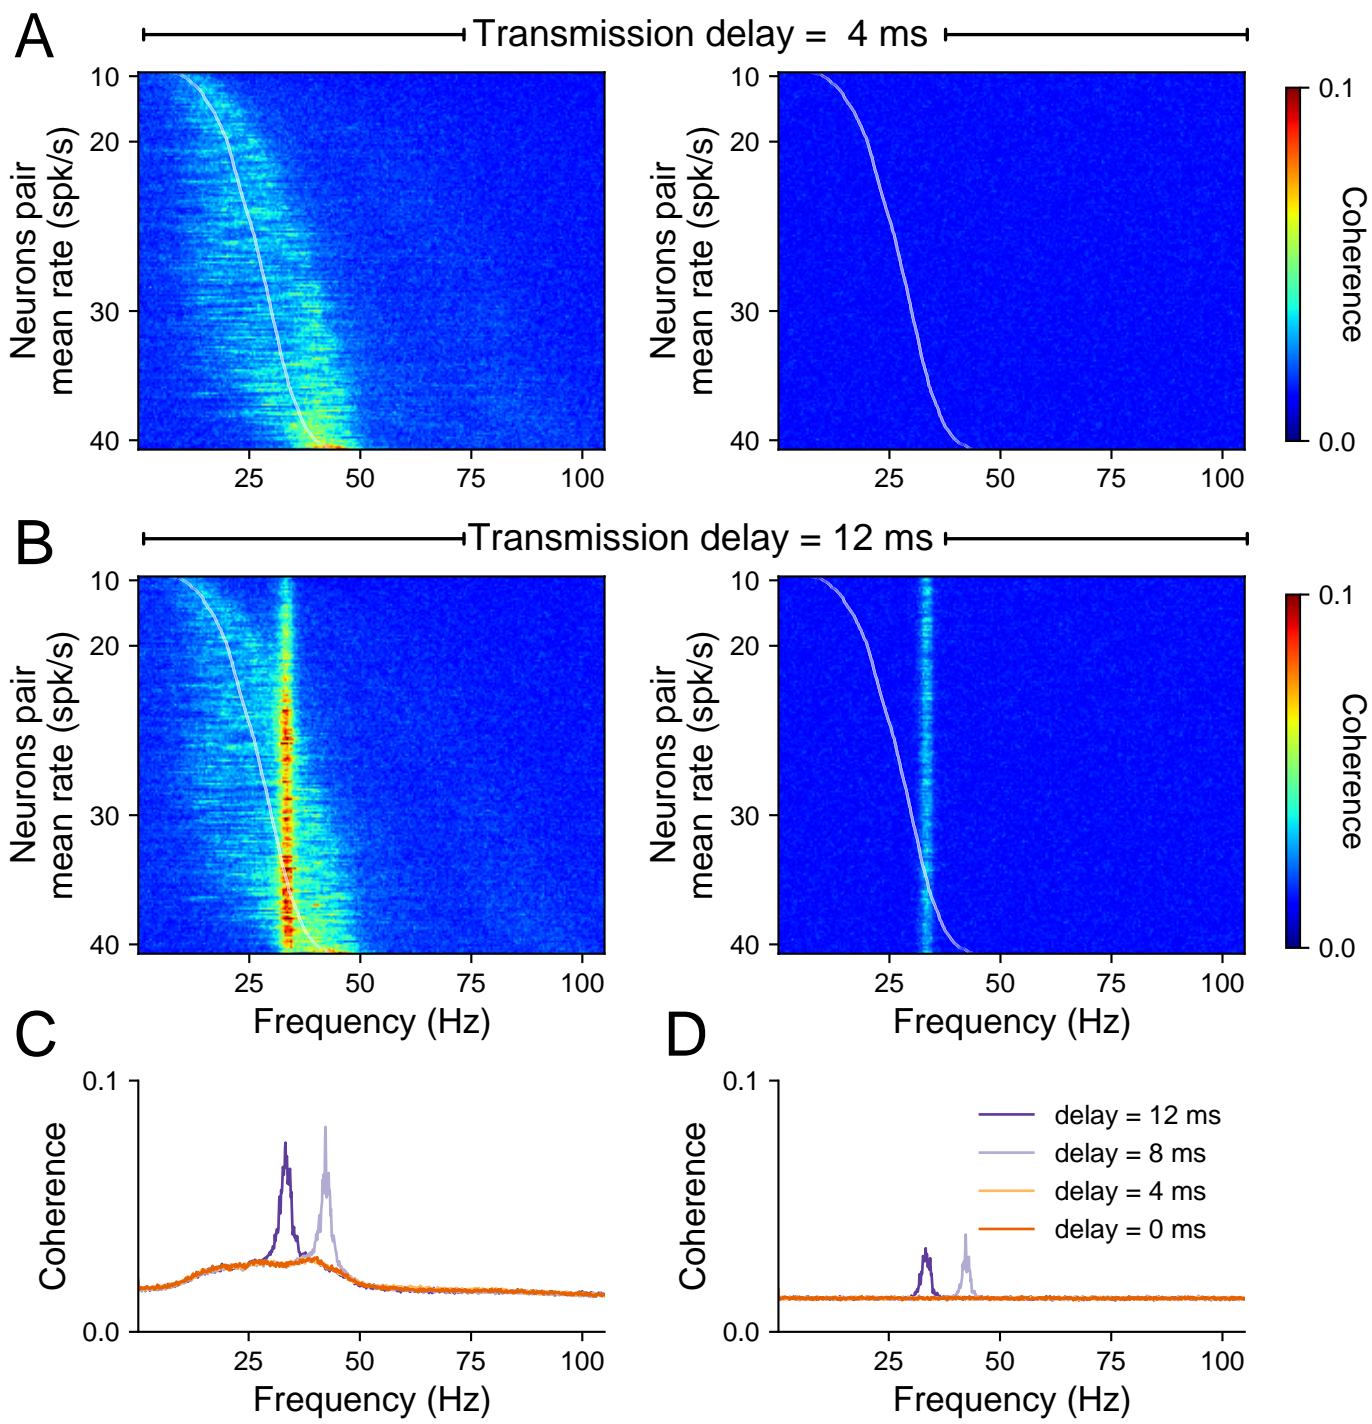 A
Transmission delay = 4 ms
10
20
30
40
Neurons pair
mean rate (spk/s)
25
50
75
100
10
20
30
40
Neurons pair
mean rate (spk/s)
25
50
75
100
0.1
0.0
Coherence
B
Transmission delay = 12 ms
10
20
30
40
Neurons pair
mean rate (spk/s)
25
50
75
100
Frequency (Hz)
10
20
30
40
Neurons pair
mean rate (spk/s)
25
50
75
100
Frequency (Hz)
0.1
0.0
Coherence
C
0.1
0.0
Coherence
25
50
75
100
Frequency (Hz)
D
0.1
0.0
Coherence
delay = 12 ms
delay = 8 ms
delay = 4 ms
delay = 0 ms
25
50
75
100
Frequency (Hz)